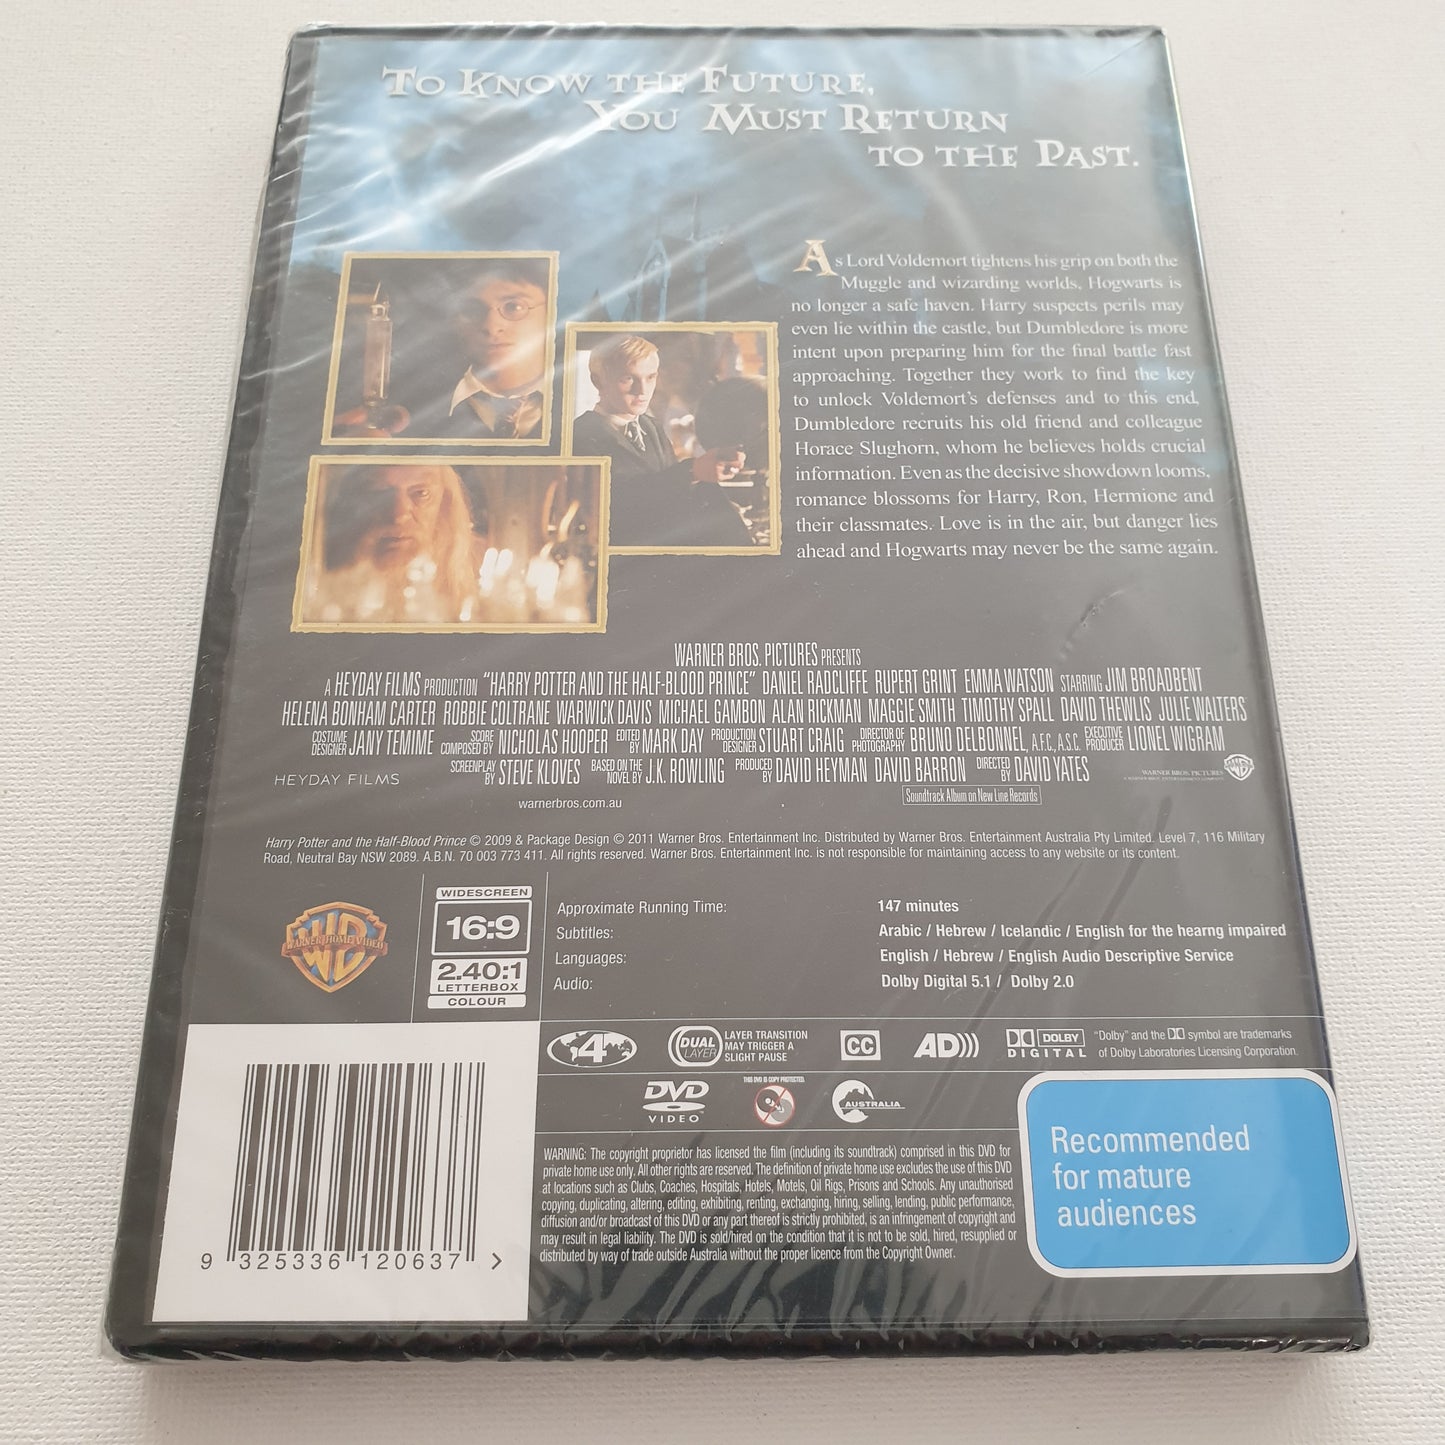 TO KNOW THE FUTURE,
YOU MUST RETURN
TO THE PAST.
As Lord Voldemort tightens his grip on both the
Muggle and wizarding worlds, Hogwarts is
no longer a safe haven. Harry suspects perils may
even lie within the castle, but Dumbledore is more
intent upon preparing him for the final battle fast
approaching. Together they work to find the key
to unlock Voldemort's defenses and to this end,
Dumbledore recruits his old friend and colleague
Horace Slughorn, whom he believes holds crucial
information. Even as the decisive showdown looms,
romance blossoms for Harry, Ron, Hermione and
their classmates. Love is in the air, but danger lies
ahead and Hogwarts may never be the same again.
WARNER BROS. PICTURES PRESENTS
A HEYDAY FILMS PRODUCTION "HARRY POTTER AND THE HALF-BLOOD PRINCE" DANIEL RADCLIFFE RUPERT GRINT EMMA WATSON STARRING JIM BROADBENT
HELENA BONHAM CARTER ROBBIE COLTRANE WARWICK DAVIS MICHAEL GAMBON ALAN RICKMAN MAGGIE SMITH TIMOTHY SPALL DAVID THEWLIS JULIE WALTERS
COSTUME DESIGNER JANY TEMIME SCORE COMPOSED BY NICHOLAS HOOPER EDITED BY MARK DAY PRODUCTION DESIGNER STUART CRAIG DIRECTOR OF PHOTOGRAPHY BRUNO DELBONNEL, A.F.C., A.S.C. EXECUTIVE PRODUCER LIONEL WIGRAM
HEYDAY FILMS SCREENPLAY BY STEVE KLOVES BASED ON THE NOVEL BY J.K. ROWLING PRODUCED BY DAVID HEYMAN DAVID BARRON DIRECTED BY DAVID YATES WARNER BROS. PICTURES
A WARNER BROS. ENTERTAINMENT COMPANY
warnerbros.com.au
Soundtrack Album on New Line Records
Harry Potter and the Half-Blood Prince © 2009 & Package Design © 2011 Warner Bros. Entertainment Inc. Distributed by Warner Bros. Entertainment Australia Pty Limited. Level 7, 116 Military
Road, Neutral Bay NSW 2089. A.B.N. 70 003 773 411. All rights reserved. Warner Bros. Entertainment Inc. is not responsible for maintaining access to any website or its content.
WARNER HOME VIDEO
WIDESCREEN
16:9
2.40:1
LETTERBOX
COLOUR
Approximate Running Time: 147 minutes
Subtitles: Arabic / Hebrew / Icelandic / English for the hearng impaired
Languages: English / Hebrew / English Audio Descriptive Service
Audio: Dolby Digital 5.1 / Dolby 2.0
4
DUAL LAYER
LAYER TRANSITION
MAY TRIGGER A
SLIGHT PAUSE
CC
AD)))
DOLBY
DIGITAL
"Dolby" and the DD symbol are trademarks
of Dolby Laboratories Licensing Corporation.
DVD
VIDEO™
THIS DVD IS COPY PROTECTED.
AUSTRALIA
WARNING: The copyright proprietor has licensed the film (including its soundtrack) comprised in this DVD for
private home use only. All other rights are reserved. The definition of private home use excludes the use of this DVD
at locations such as Clubs, Coaches, Hospitals, Hotels, Motels, Oil Rigs, Prisons and Schools. Any unauthorised
copying, duplicating, altering, editing, exhibiting, renting, exchanging, hiring, selling, lending, public performance,
diffusion and/or broadcast of this DVD or any part thereof is strictly prohibited, is an infringement of copyright and
may result in legal liability. The DVD is sold/hired on the condition that it is not to be sold, hired, resupplied or
distributed by way of trade outside Australia without the proper licence from the Copyright Owner.
Recommended
for mature
audiences
9 325336 120637 >